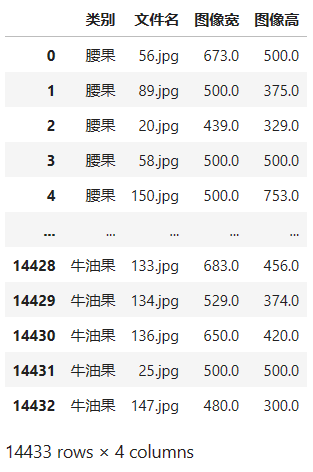 类别 文件名 图像宽 图像高
0 腰果 56.jpg 673.0 500.0
1 腰果 89.jpg 500.0 375.0
2 腰果 20.jpg 439.0 329.0
3 腰果 58.jpg 500.0 500.0
4 腰果 150.jpg 500.0 753.0
... ... ... ... ...
14428 牛油果 133.jpg 683.0 456.0
14429 牛油果 134.jpg 529.0 374.0
14430 牛油果 136.jpg 650.0 420.0
14431 牛油果 25.jpg 500.0 500.0
14432 牛油果 147.jpg 480.0 300.0
14433 rows × 4 columns